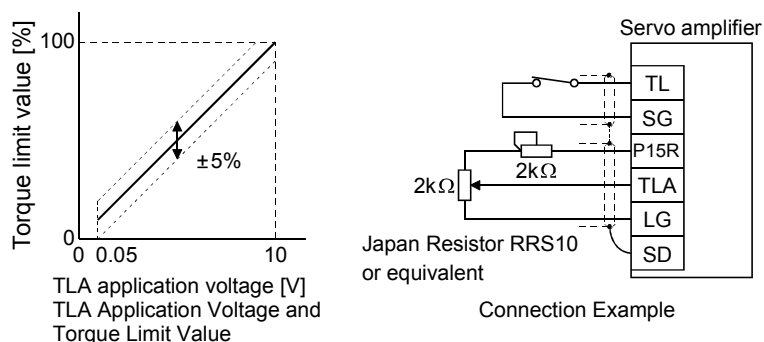 Torque limit value [%]
100
0
0 0.05
10
±5%
TLA application voltage [V]
TLA Application Voltage and
Torque Limit Value
Servo amplifier
TL
SG
P15R
TLA
LG
SD
2kΩ
2kΩ
Japan Resistor RRS10
or equivalent
Connection Example